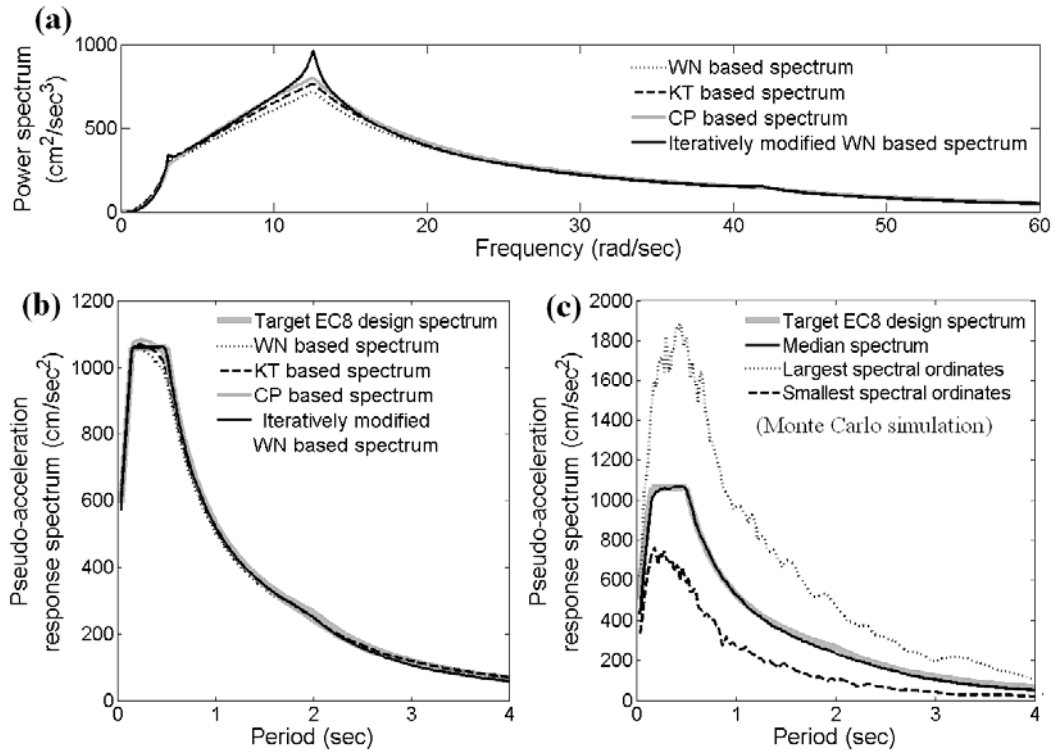 (a)
1000
500
0
Power spectrum
(cm²/sec³)
WN based spectrum
KT based spectrum
CP based spectrum
Iteratively modified WN based spectrum
0 10 20 30 40 50 60
Frequency (rad/sec)
(b)
1200
1000
800
600
400
200
0
Pseudo-acceleration
response spectrum (cm/sec²)
Target EC8 design spectrum
WN based spectrum
KT based spectrum
CP based spectrum
Iteratively modified
WN based spectrum
0 1 2 3 4
Period (sec)
(c)
2000
1800
1600
1400
1200
1000
800
600
400
200
0
Pseudo-acceleration
response spectrum (cm/sec²)
Target EC8 design spectrum
Median spectrum
Largest spectral ordinates
Smallest spectral ordinates
(Monte Carlo simulation)
0 1 2 3 4
Period (sec)